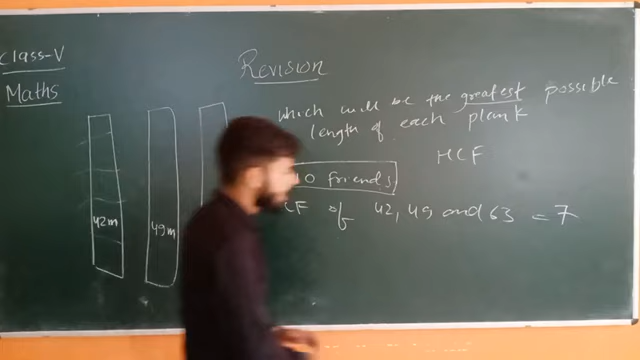 Class-V
Maths
Revision
which will be the greatest possible
length of each plank
HCF
friends
CF of 42, 49 and 63 = 7
42m
49m